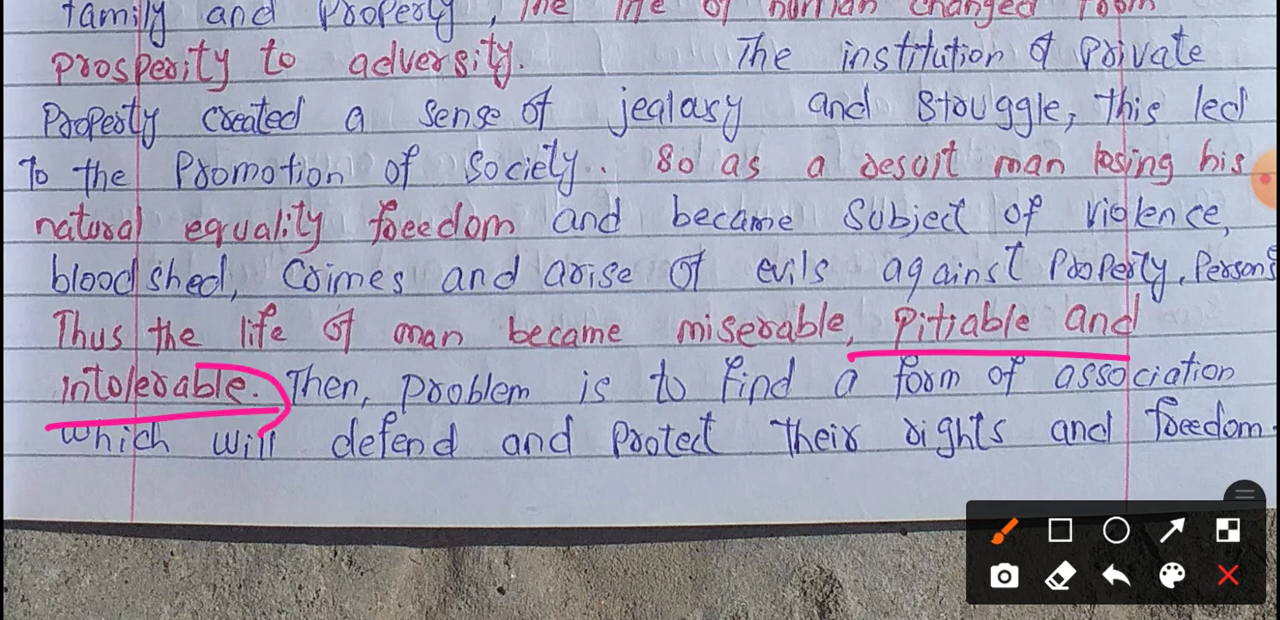 family and Property, the life of human changed from
prosperity to adversity. The institution of Private
Property created a sense of jealasy and Struggle, this led
To the Promotion of Society. So as a result man losing his
natural equality freedom and became Subject of violence,
bloodshed, Crimes and arise of evils against Property, Persons
Thus the life of man became miserable, Pitiable and
intolerable. Then, problem is to find a form of association
which will defend and Protect Their rights and freedom